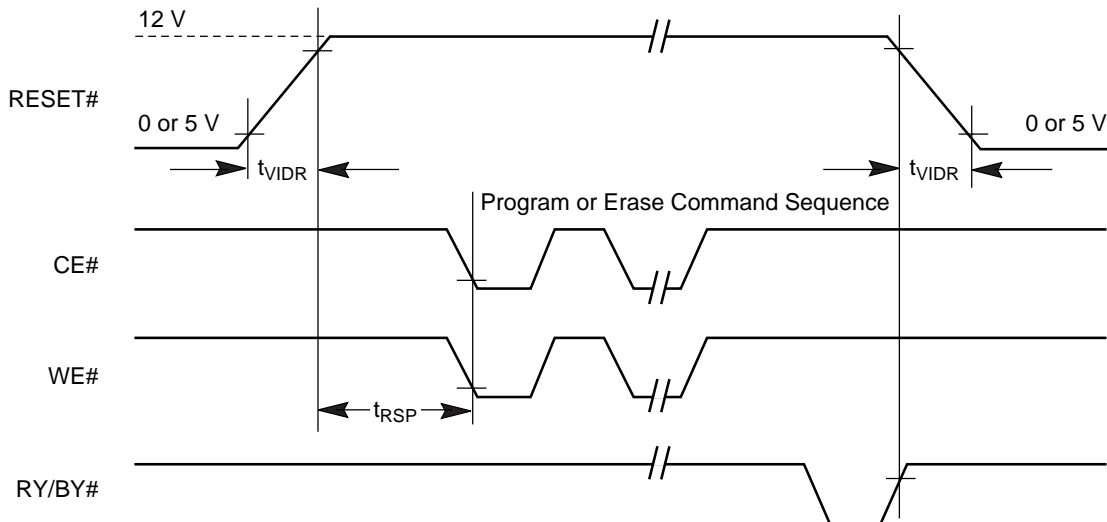 12 V
RESET#
0 or 5 V
0 or 5 V
tVIDR
tVIDR
Program or Erase Command Sequence
CE#
WE#
tRSP
RY/BY#